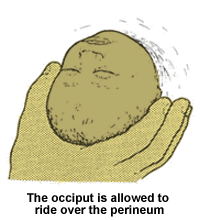 The occiput is allowed to
ride over the perineum